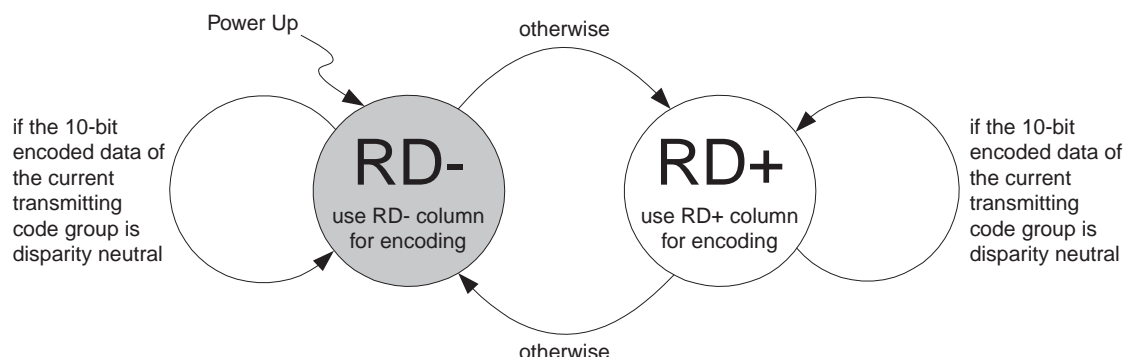 Power Up
otherwise
if the 10-bit
encoded data of
the current
transmitting
code group is
disparity neutral
RD-
use RD- column
for encoding
RD+
use RD+ column
for encoding
if the 10-bit
encoded data of
the current
transmitting
code group is
disparity neutral
otherwise